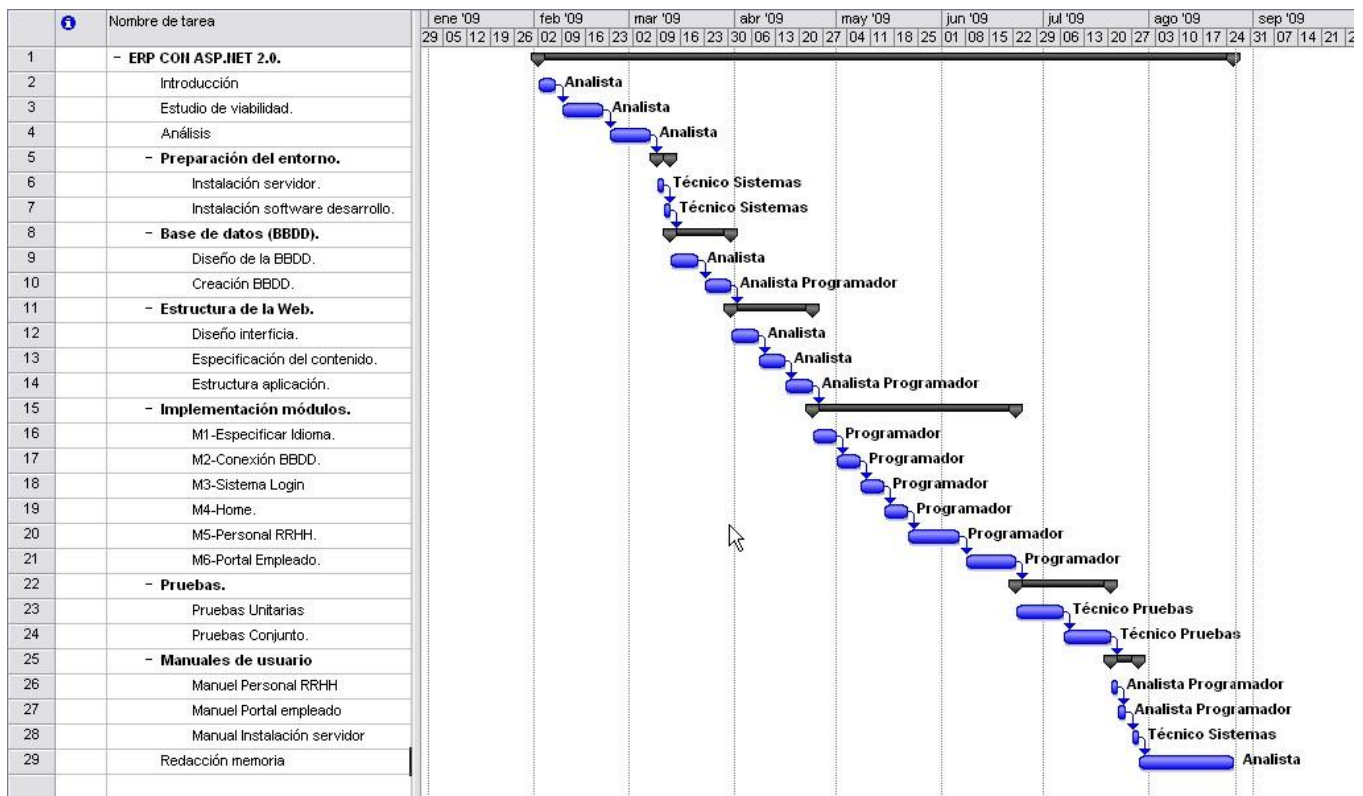 Nombre de tarea
ene '09 feb '09 mar '09 abr '09 may '09 jun '09 jul '09 ago '09 sep '09
29 05 12 19 26 02 09 16 23 02 09 16 23 30 06 13 20 27 04 11 18 25 01 08 15 22 29 06 13 20 27 03 10 17 24 31 07 14 21 2
1 - ERP CON ASP.NET 2.0.
2 Introducción Analista
3 Estudio de viabilidad. Analista
4 Análisis Analista
5 - Preparación del entorno.
6 Instalación servidor. Técnico Sistemas
7 Instalación software desarrollo. Técnico Sistemas
8 - Base de datos (BBDD).
9 Diseño de la BBDD. Analista
10 Creación BBDD. Analista Programador
11 - Estructura de la Web.
12 Diseño interficia. Analista
13 Especificación del contenido. Analista
14 Estructura aplicación. Analista Programador
15 - Implementación módulos.
16 M1-Especificar Idioma. Programador
17 M2-Conexión BBDD. Programador
18 M3-Sistema Login Programador
19 M4-Home. Programador
20 M5-Personal RRHH. Programador
21 M6-Portal Empleado. Programador
22 - Pruebas.
23 Pruebas Unitarias Técnico Pruebas
24 Pruebas Conjunto. Técnico Pruebas
25 - Manuales de usuario
26 Manuel Personal RRHH Analista Programador
27 Manuel Portal empleado Analista Programador
28 Manual Instalación servidor Técnico Sistemas
29 Redacción memoria Analista